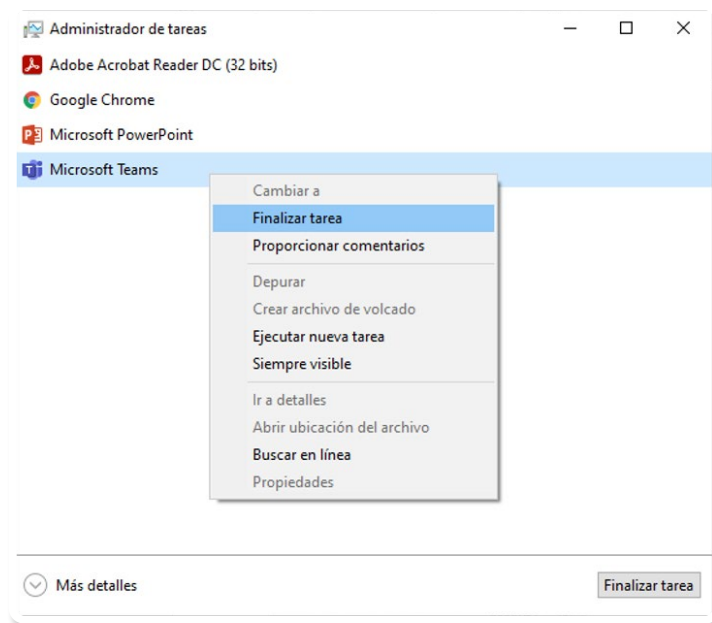 Administrador de tareas
Adobe Acrobat Reader DC (32 bits)
Google Chrome
Microsoft PowerPoint
Microsoft Teams
Cambiar a
Finalizar tarea
Proporcionar comentarios
Depurar
Crear archivo de volcado
Ejecutar nueva tarea
Siempre visible
Ir a detalles
Abrir ubicación del archivo
Buscar en línea
Propiedades
Más detalles
Finalizar tarea